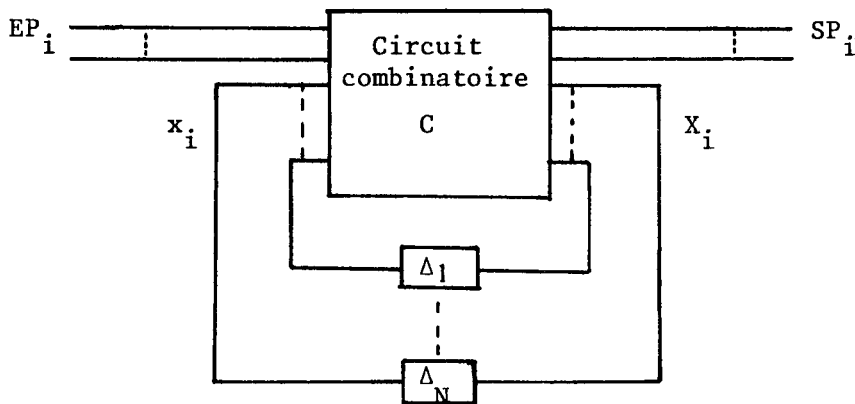 EP_i
Circuit
combinatoire
C
SP_i
x_i
X_i
Δ_1
Δ_N